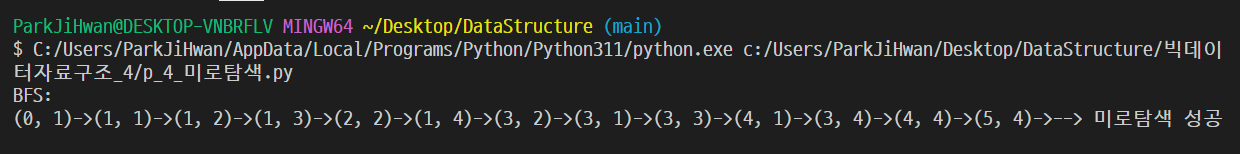 ParkJiHwan@DESKTOP-VNBRFLV MINGW64 ~/Desktop/DataStructure (main)
$ C:/Users/ParkJiHwan/AppData/Local/Programs/Python/Python311/python.exe c:/Users/ParkJiHwan/Desktop/DataStructure/빅데이
터자료구조_4/p_4_미로탐색.py
BFS:
(0, 1)->(1, 1)->(1, 2)->(1, 3)->(2, 2)->(1, 4)->(3, 2)->(3, 1)->(3, 3)->(4, 1)->(3, 4)->(4, 4)->(5, 4)->--> 미로탐색 성공